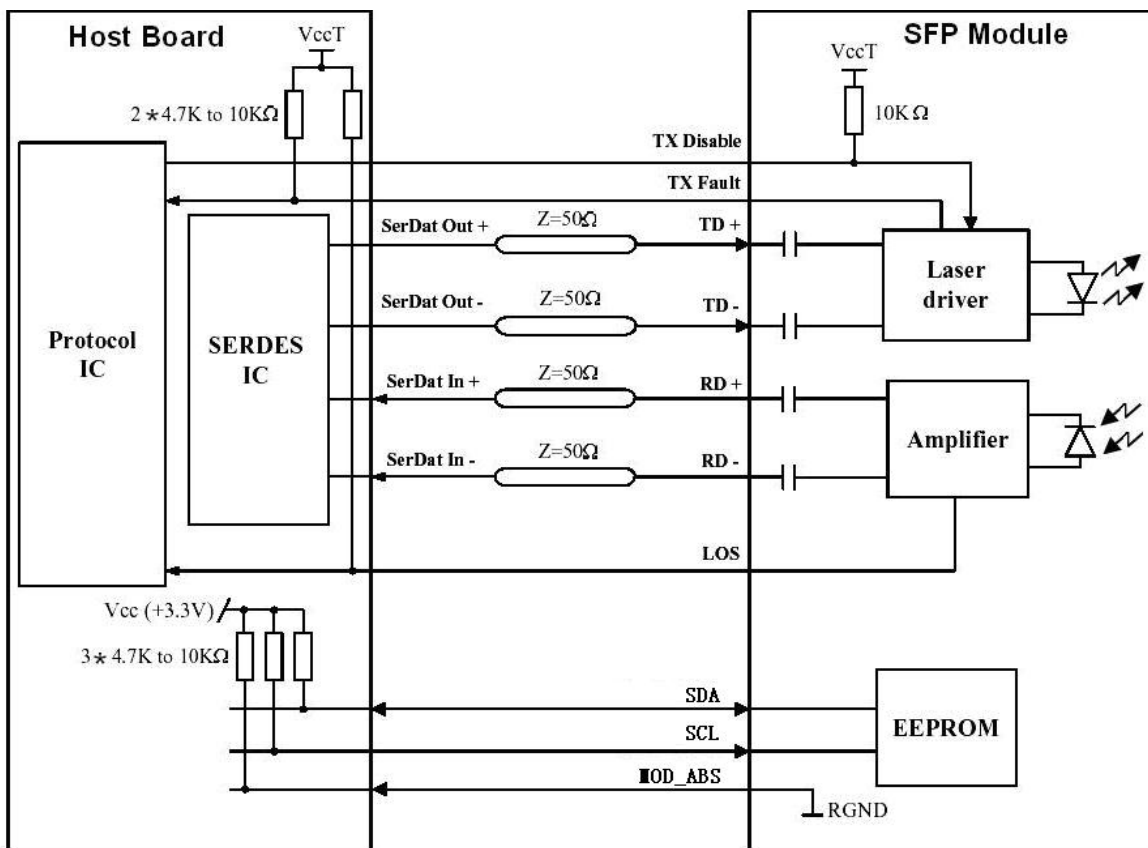 Host Board
SFP Module
VccT
VccT
2*4.7K to 10KΩ
10KΩ
TX Disable
TX Fault
SerDat Out +
Z=50Ω
TD +
Laser
driver
SerDat Out -
Z=50Ω
TD -
Protocol
IC
SERDES
IC
SerDat In +
Z=50Ω
RD +
Amplifier
SerDat In -
Z=50Ω
RD -
LOS
Vcc (+3.3V)
3*4.7K to 10KΩ
SDA
SCL
EEPROM
MOD_ABS
RGND